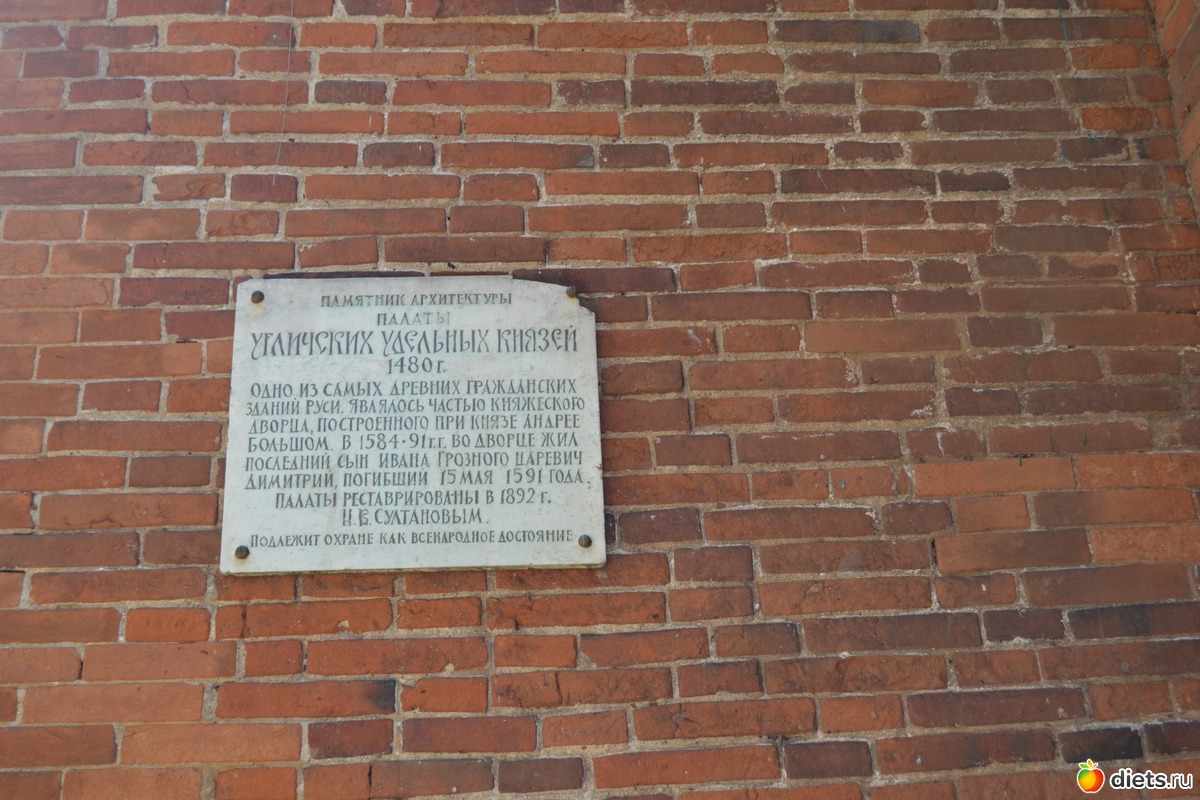 ПАМЯТНИК АРХИТЕКТУРЫ
ПАЛАТЫ
УГЛИЧСКИХ УДЕЛЬНЫХ КНЯЗЕЙ
1480 г.
ОДНО ИЗ САМЫХ ДРЕВНИХ ГРАЖДАНСКИХ
ЗДАНИЙ РУСИ. ЯВЛЯЛОСЬ ЧАСТЬЮ КНЯЖЕСКОГО
ДВОРЦА, ПОСТРОЕННОГО ПРИ КНЯЗЕ АНДРЕЕ
БОЛЬШОМ. В 1584-91 г.г. ВО ДВОРЦЕ ЖИЛ
ПОСЛЕДНИЙ СЫН ИВАНА ГРОЗНОГО ЦАРЕВИЧ
ДИМИТРИЙ, ПОГИБШИЙ 15 МАЯ 1591 ГОДА.
ПАЛАТЫ РЕСТАВРИРОВАНЫ В 1892 г.
Н.В. СУЛТАНОВЫМ.
ПОДЛЕЖИТ ОХРАНЕ КАК ВСЕНАРОДНОЕ ДОСТОЯНИЕ
diets.ru